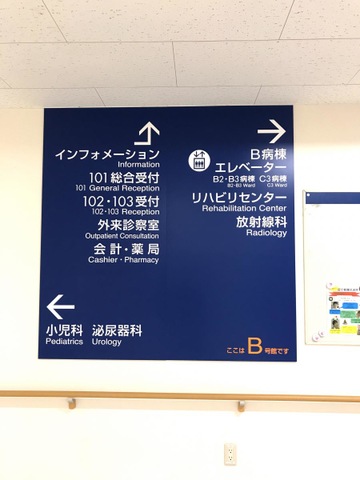 インフォメーション
Information
101 総合受付
101 General Reception
102・103 受付
102・103 Reception
外来診察室
Outpatient Consultation
会計・薬局
Cashier・Pharmacy
B病棟
エレベーター
B2・B3病棟 C3病棟
B2・B3 Ward C3 Ward
リハビリセンター
Rehabilitation Center
放射線科
Radiology
小児科 泌尿器科
Pediatrics Urology
ここは B 号館です